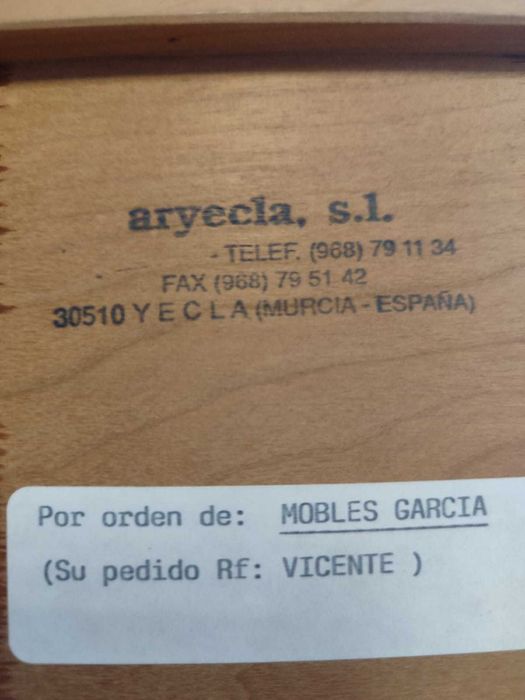 aryecla, s.l.
- TELEF. (968) 79 11 34
FAX (968) 79 51 42
30510 Y E C L A (MURCIA - ESPAÑA)
Por orden de: MOBLES GARCIA
(Su pedido Rf: VICENTE )